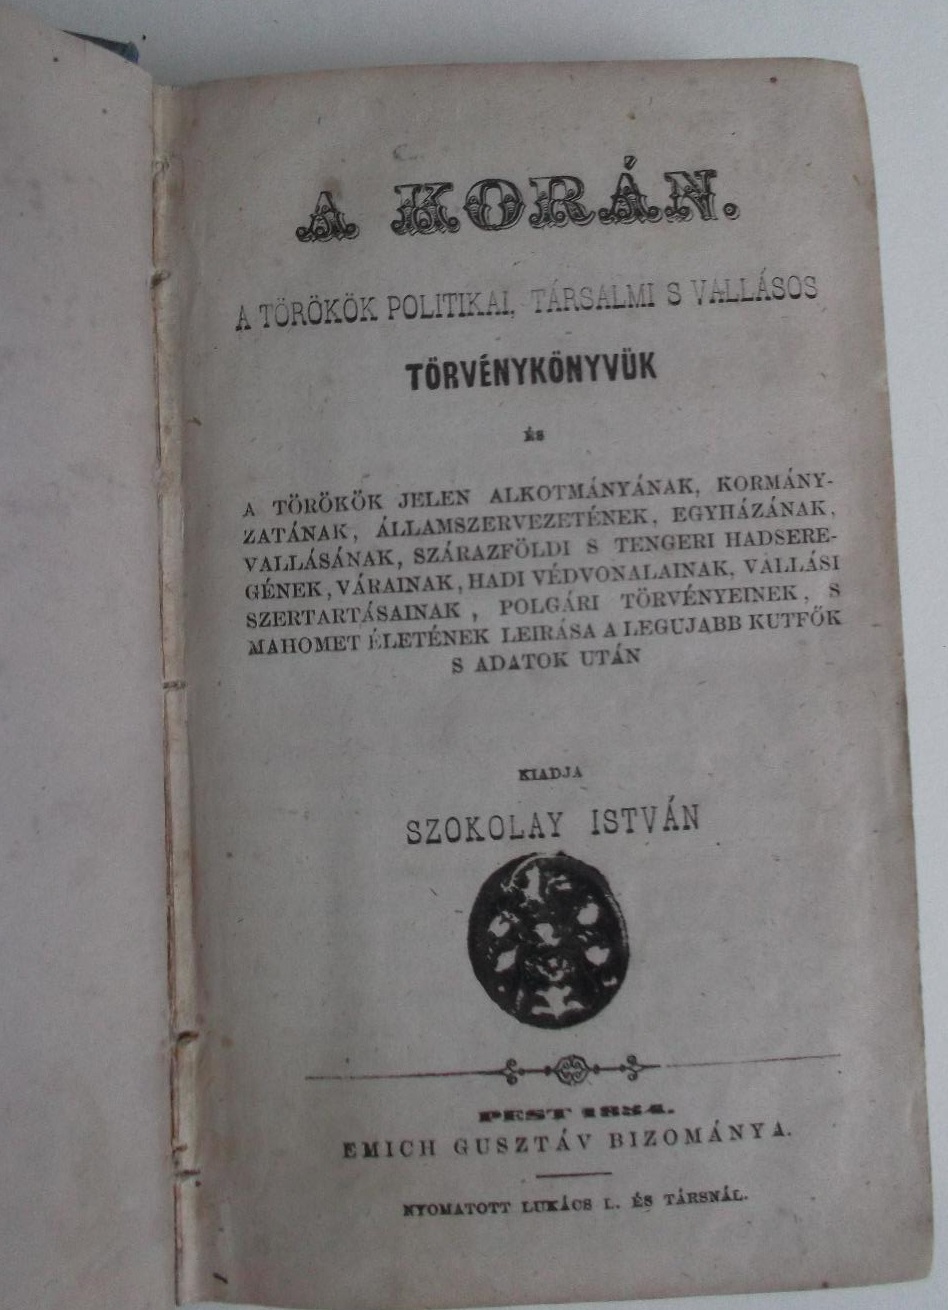 A KORÁN.
A TÖRÖKÖK POLITIKAI, TÁRSALMI S VALLÁSOS
TÖRVÉNYKÖNYVÜK
ÉS
A TÖRÖKÖK JELEN ALKOTMÁNYÁNAK, KORMÁNY-
ZATÁNAK, ÁLLAMSZERVEZETÉNEK, EGYHÁZÁNAK,
VALLÁSÁNAK, SZÁRAZFÖLDI S TENGERI HADSERE-
GÉNEK, VÁRAINAK, HADI VÉDVONALAINAK, VALLÁSI
SZERTARTÁSAINAK, POLGÁRI TÖRVÉNYEINEK, S
MAHOMET ÉLETÉNEK LEIRÁSA A LEGUJABB KUTFŐK
S ADATOK UTÁN
KIADJA
SZOKOLAY ISTVÁN
PEST 1854.
EMICH GUSZTÁV BIZOMÁNYA.
NYOMATOTT LUKÁCS L. ÉS TÁRSNÁL.